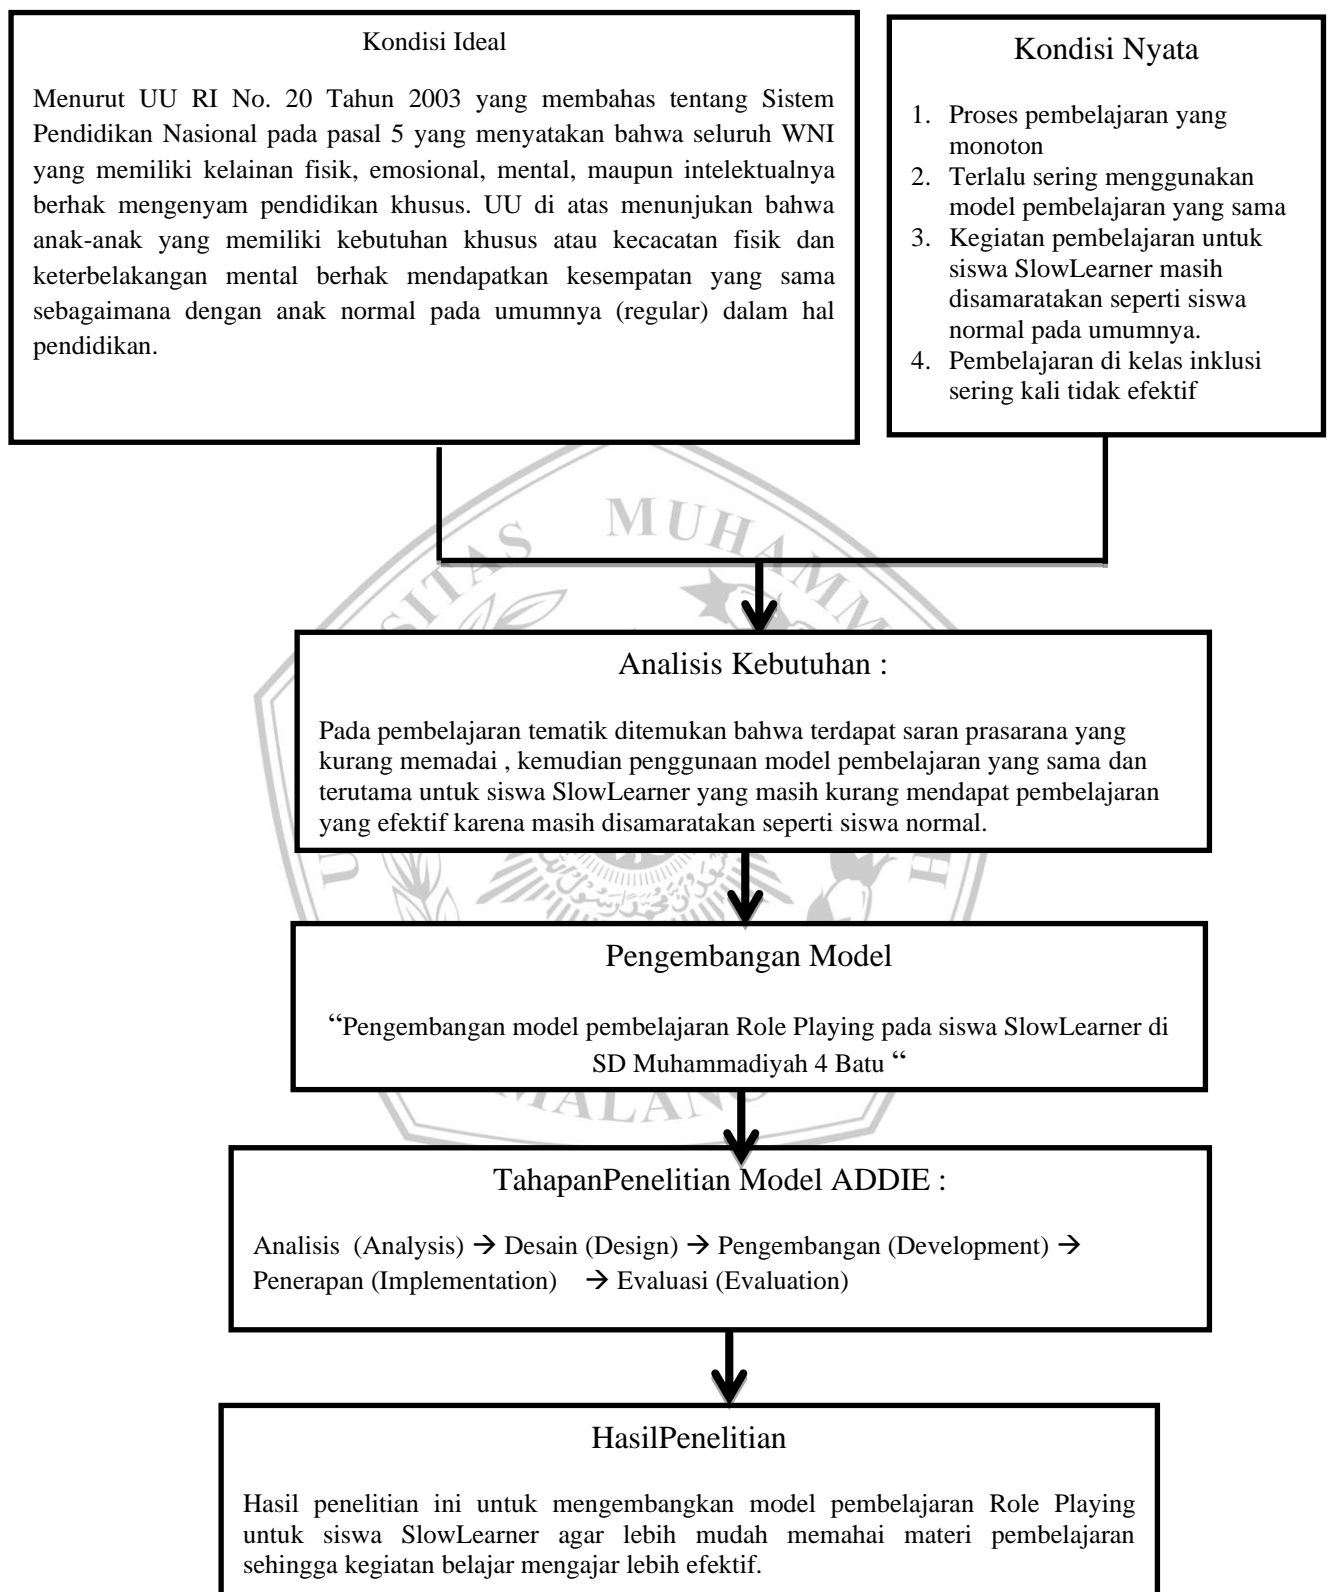 Kondisi Ideal
Menurut UU RI No. 20 Tahun 2003 yang membahas tentang Sistem
Pendidikan Nasional pada pasal 5 yang menyatakan bahwa seluruh WNI
yang memiliki kelainan fisik, emosional, mental, maupun intelektualnya
berhak mengenyam pendidikan khusus. UU di atas menunjukan bahwa
anak-anak yang memiliki kebutuhan khusus atau kecacatan fisik dan
keterbelakangan mental berhak mendapatkan kesempatan yang sama
sebagaimana dengan anak normal pada umumnya (regular) dalam hal
pendidikan.
Kondisi Nyata
1. Proses pembelajaran yang
monoton
2. Terlalu sering menggunakan
model pembelajaran yang sama
3. Kegiatan pembelajaran untuk
siswa SlowLearner masih
disamaratakan seperti siswa
normal pada umumnya.
4. Pembelajaran di kelas inklusi
sering kali tidak efektif
SITAS MUHAMM
Analisis Kebutuhan :
Pada pembelajaran tematik ditemukan bahwa terdapat saran prasarana yang
kurang memadai , kemudian penggunaan model pembelajaran yang sama dan
terutama untuk siswa SlowLearner yang masih kurang mendapat pembelajaran
yang efektif karena masih disamaratakan seperti siswa normal.
U H
Pengembangan Model
“Pengembangan model pembelajaran Role Playing pada siswa SlowLearner di
SD Muhammadiyah 4 Batu “
MALANG
TahapanPenelitian Model ADDIE :
Analisis (Analysis) → Desain (Design) → Pengembangan (Development) →
Penerapan (Implementation) → Evaluasi (Evaluation)
HasilPenelitian
Hasil penelitian ini untuk mengembangkan model pembelajaran Role Playing
untuk siswa SlowLearner agar lebih mudah memahai materi pembelajaran
sehingga kegiatan belajar mengajar lebih efektif.